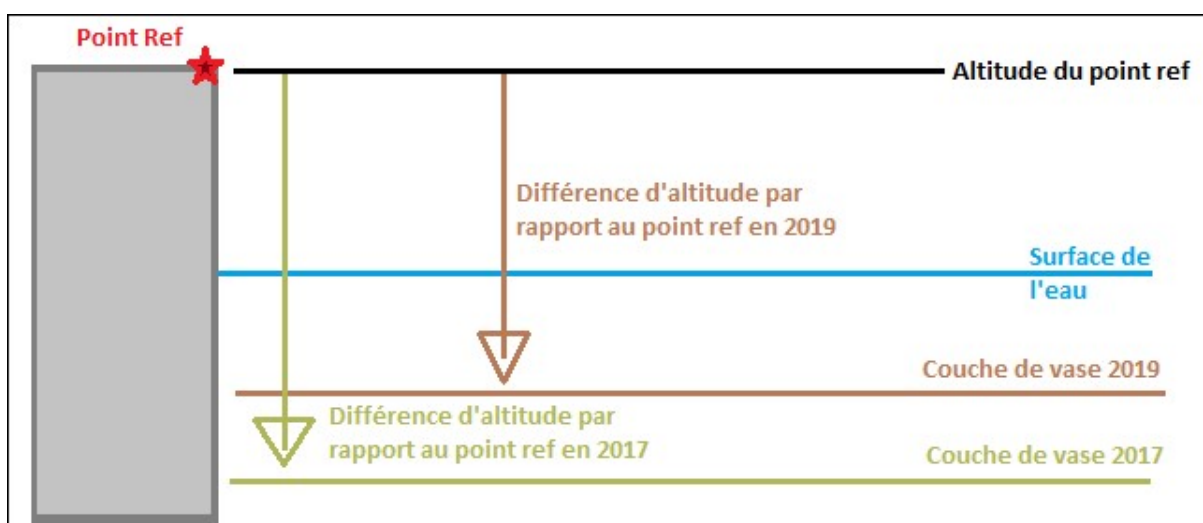 Point Ref
Altitude du point ref
Différence d'altitude par
rapport au point ref en 2019
Surface de
l'eau
Couche de vase 2019
Différence d'altitude par
rapport au point ref en 2017
Couche de vase 2017